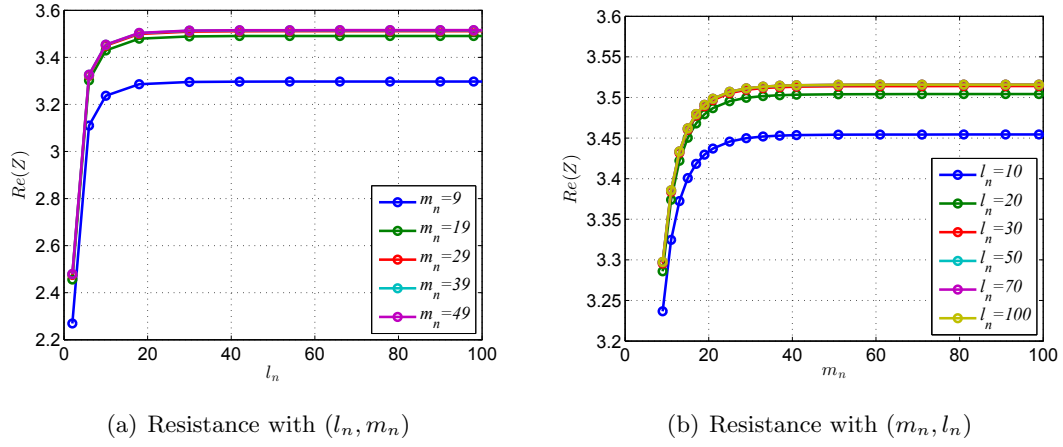 3.6
3.4
3.2
3
2.8
2.6
2.4
2.2
Re(Z)
0 20 40 60 80 100
l_n
m_n=9
m_n=19
m_n=29
m_n=39
m_n=49
(a) Resistance with (l_n, m_n)
3.6
3.55
3.5
3.45
3.4
3.35
3.3
3.25
3.2
Re(Z)
0 20 40 60 80 100
m_n
l_n=10
l_n=20
l_n=30
l_n=50
l_n=70
l_n=100
(b) Resistance with (m_n, l_n)